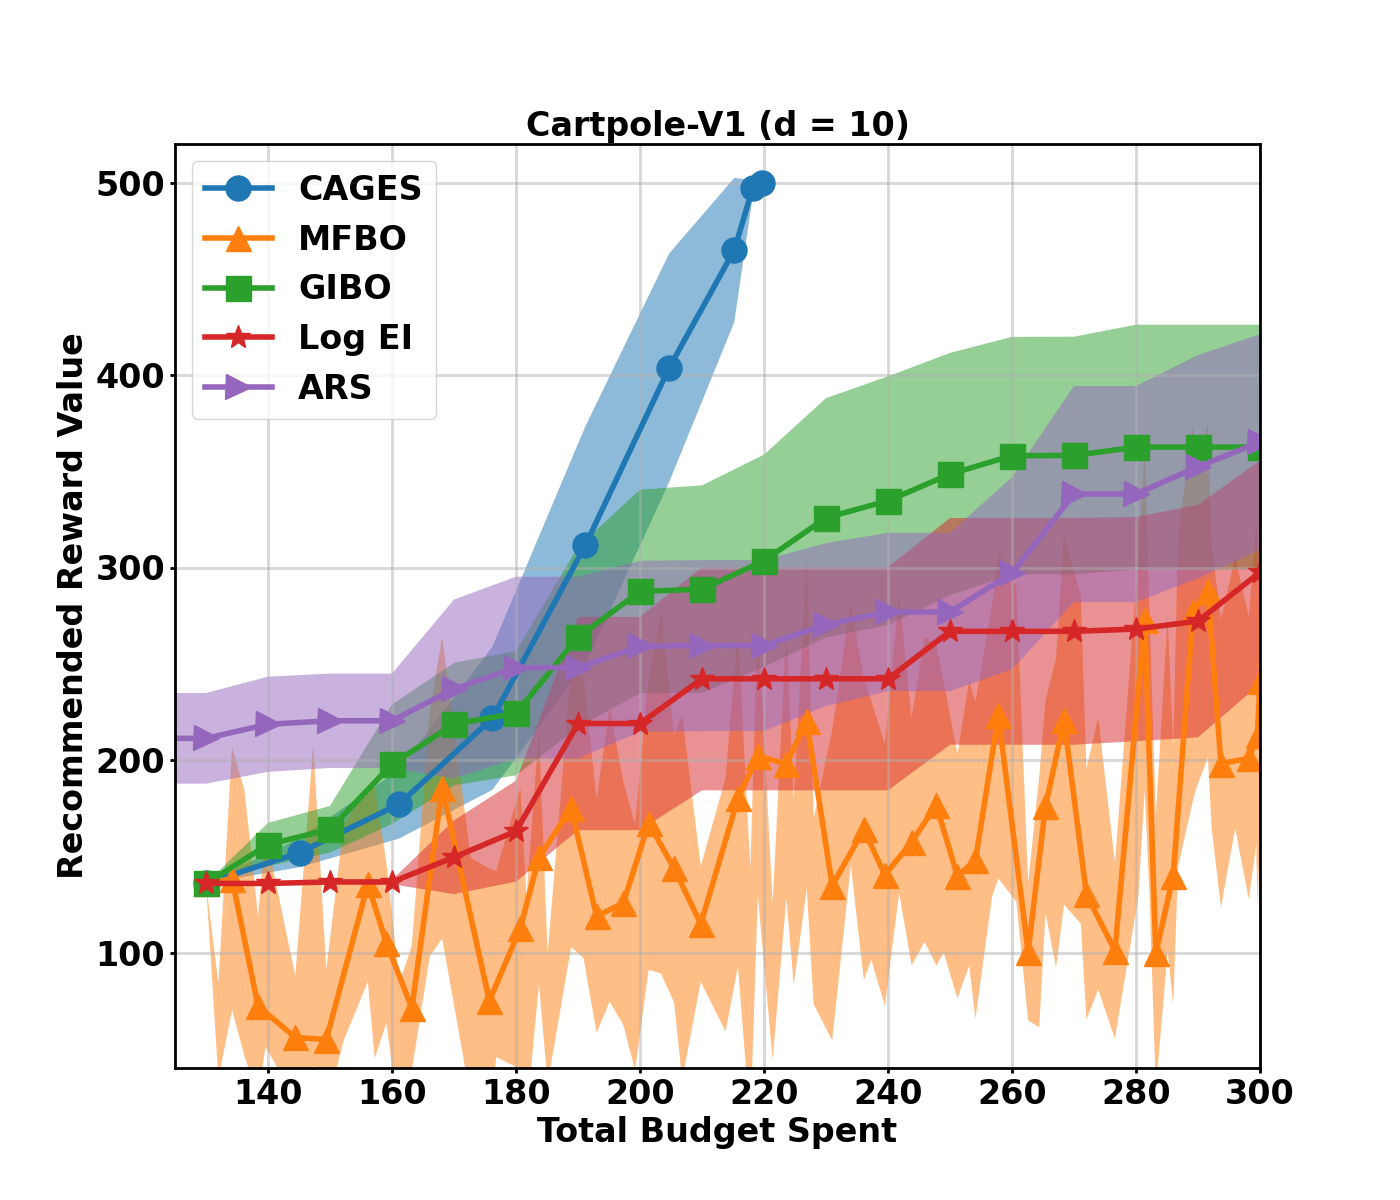 Cartpole-V1 (d = 10)
CAGES
MFBO
GIBO
Log EI
ARS
500
400
300
200
100
Recommended Reward Value
140 160 180 200 220 240 260 280 300
Total Budget Spent